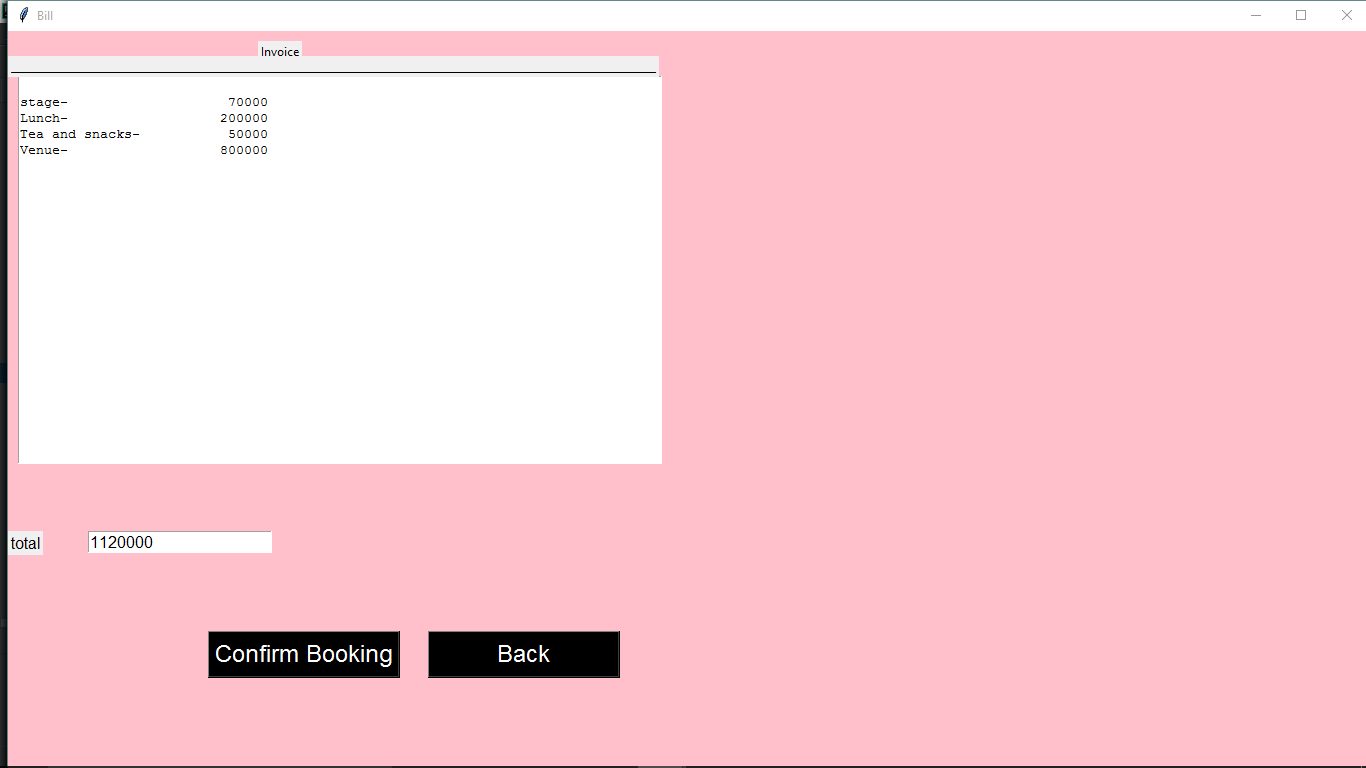 Bill
Invoice
stage- 70000
Lunch- 200000
Tea and snacks- 50000
Venue- 800000
total 1120000
Confirm Booking Back